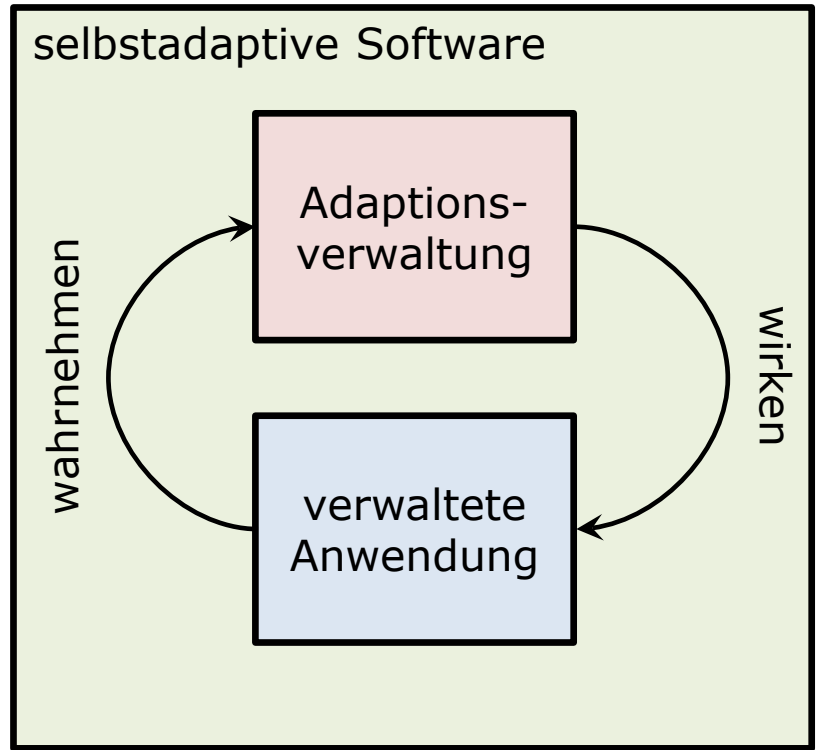 selbstadaptive Software
Adaptions-
verwaltung
wahrnehmen
wirken
verwaltete
Anwendung